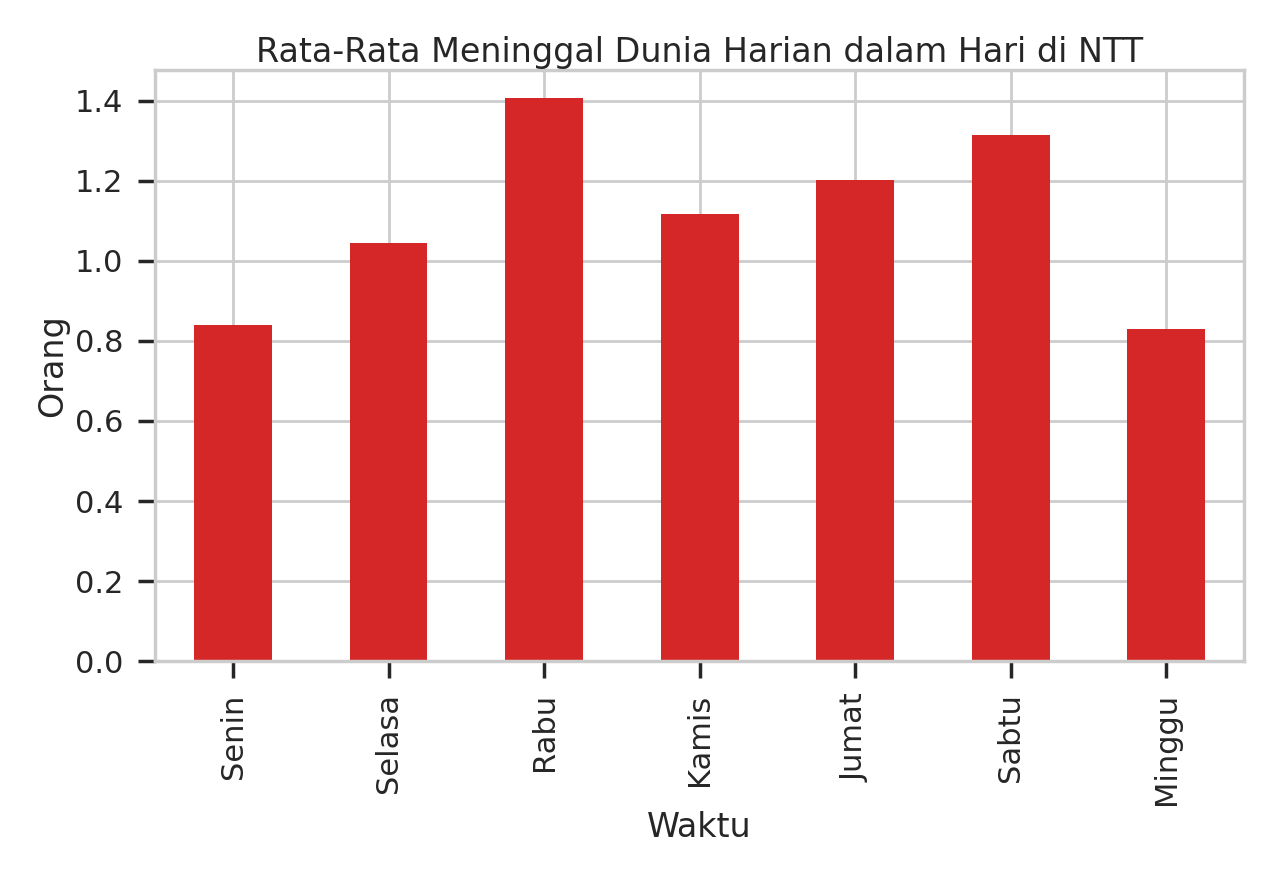 Rata-Rata Meninggal Dunia Harian dalam Hari di NTT
Orang
1.4
1.2
1.0
0.8
0.6
0.4
0.2
0.0
Senin
Selasa
Rabu
Kamis
Jumat
Sabtu
Minggu
Waktu